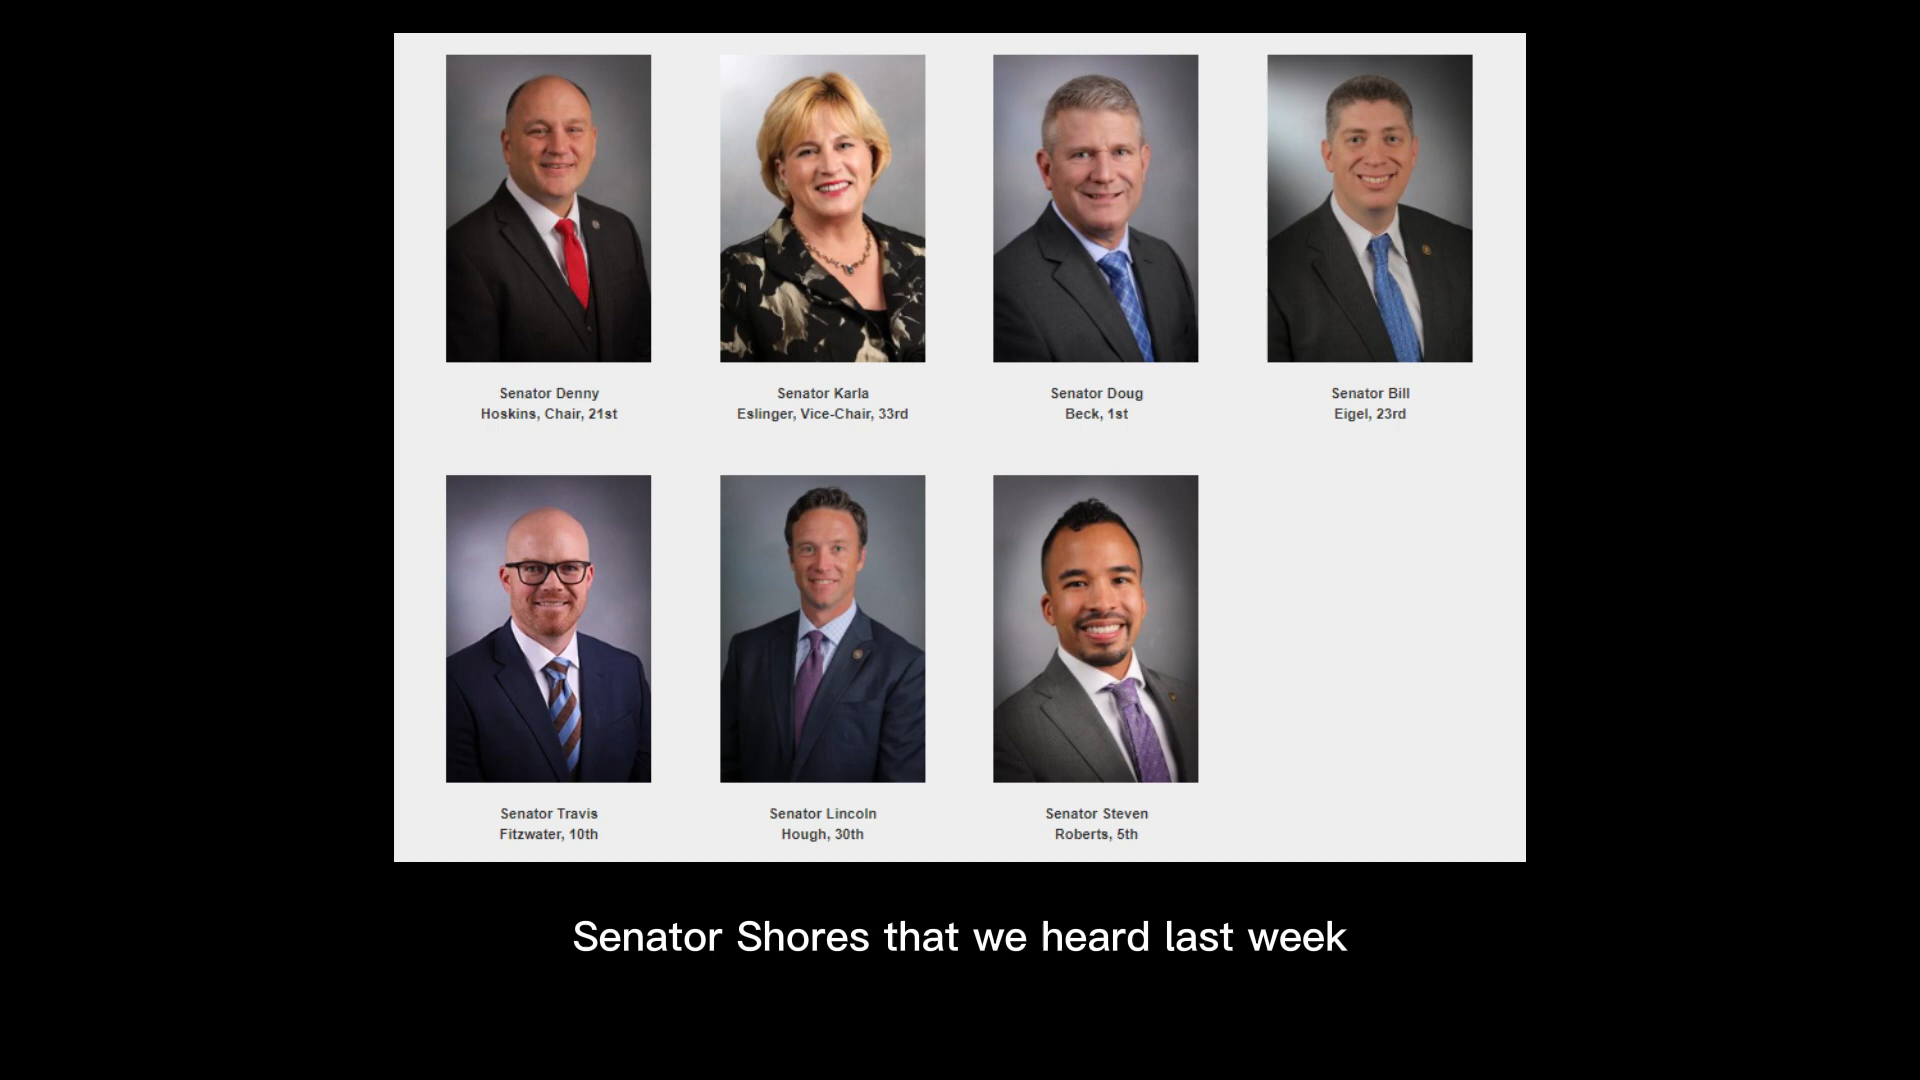 Senator Denny
Hoskins, Chair, 21st
Senator Karla
Eslinger, Vice-Chair, 33rd
Senator Doug
Beck, 1st
Senator Bill
Eigel, 23rd
Senator Travis
Fitzwater, 10th
Senator Lincoln
Hough, 30th
Senator Steven
Roberts, 5th
Senator Shores that we heard last week